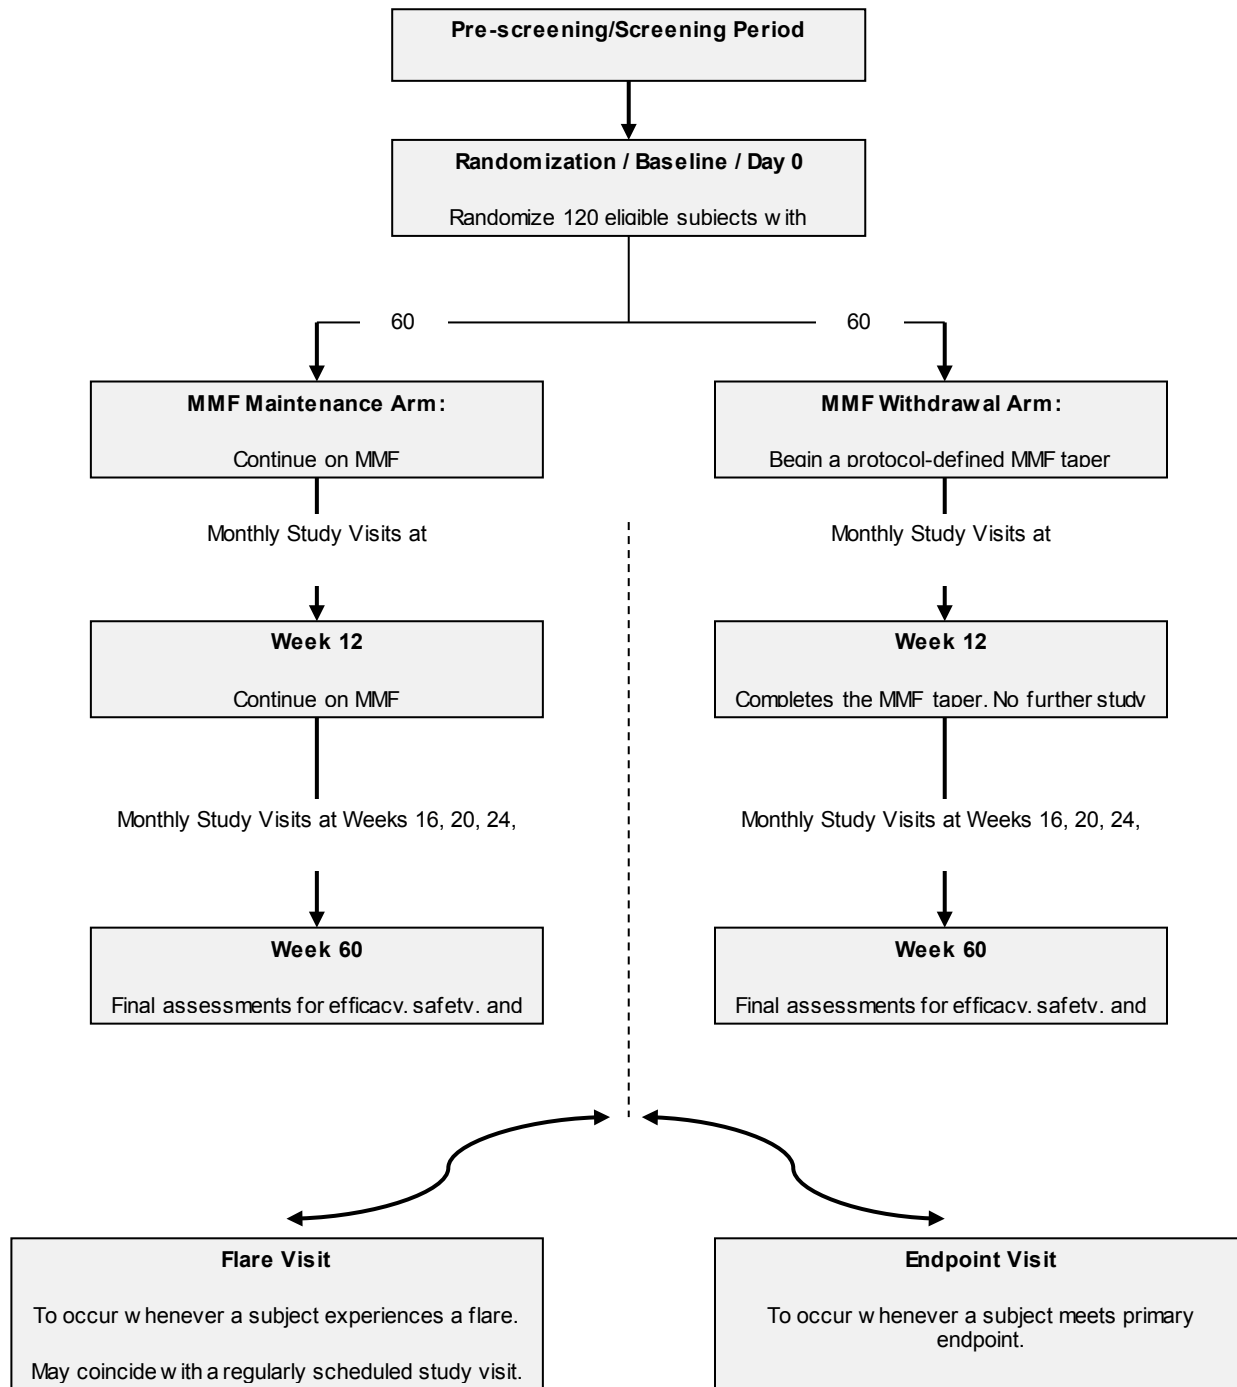 Pre-screening/Screening Period
Randomization / Baseline / Day 0
Randomize 120 eligible subjects with
60
60
MMF Maintenance Arm:
Continue on MMF
MMF Withdrawal Arm:
Begin a protocol-defined MMF taper
Monthly Study Visits at
Monthly Study Visits at
Week 12
Continue on MMF
Week 12
Completes the MMF taper. No further study
Monthly Study Visits at Weeks 16, 20, 24,
Monthly Study Visits at Weeks 16, 20, 24,
Week 60
Final assessments for efficacy, safety, and
Week 60
Final assessments for efficacy, safety, and
Flare Visit
To occur whenever a subject experiences a flare.
May coincide with a regularly scheduled study visit.
Endpoint Visit
To occur whenever a subject meets primary
endpoint.